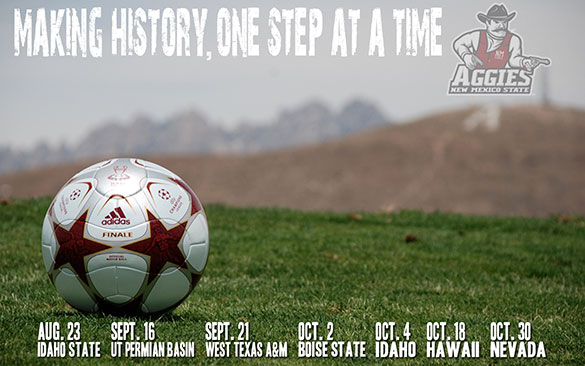 MAKING HISTORY, ONE STEP AT A TIME
AGGIES
NEW MEXICO STATE
adidas
FINALE
AUG. 23
IDAHO STATE
SEPT. 16
UT PERMIAN BASIN
SEPT. 21
WEST TEXAS A&M
OCT. 2
BOISE STATE
OCT. 4
IDAHO
OCT. 18
HAWAII
OCT. 30
NEVADA